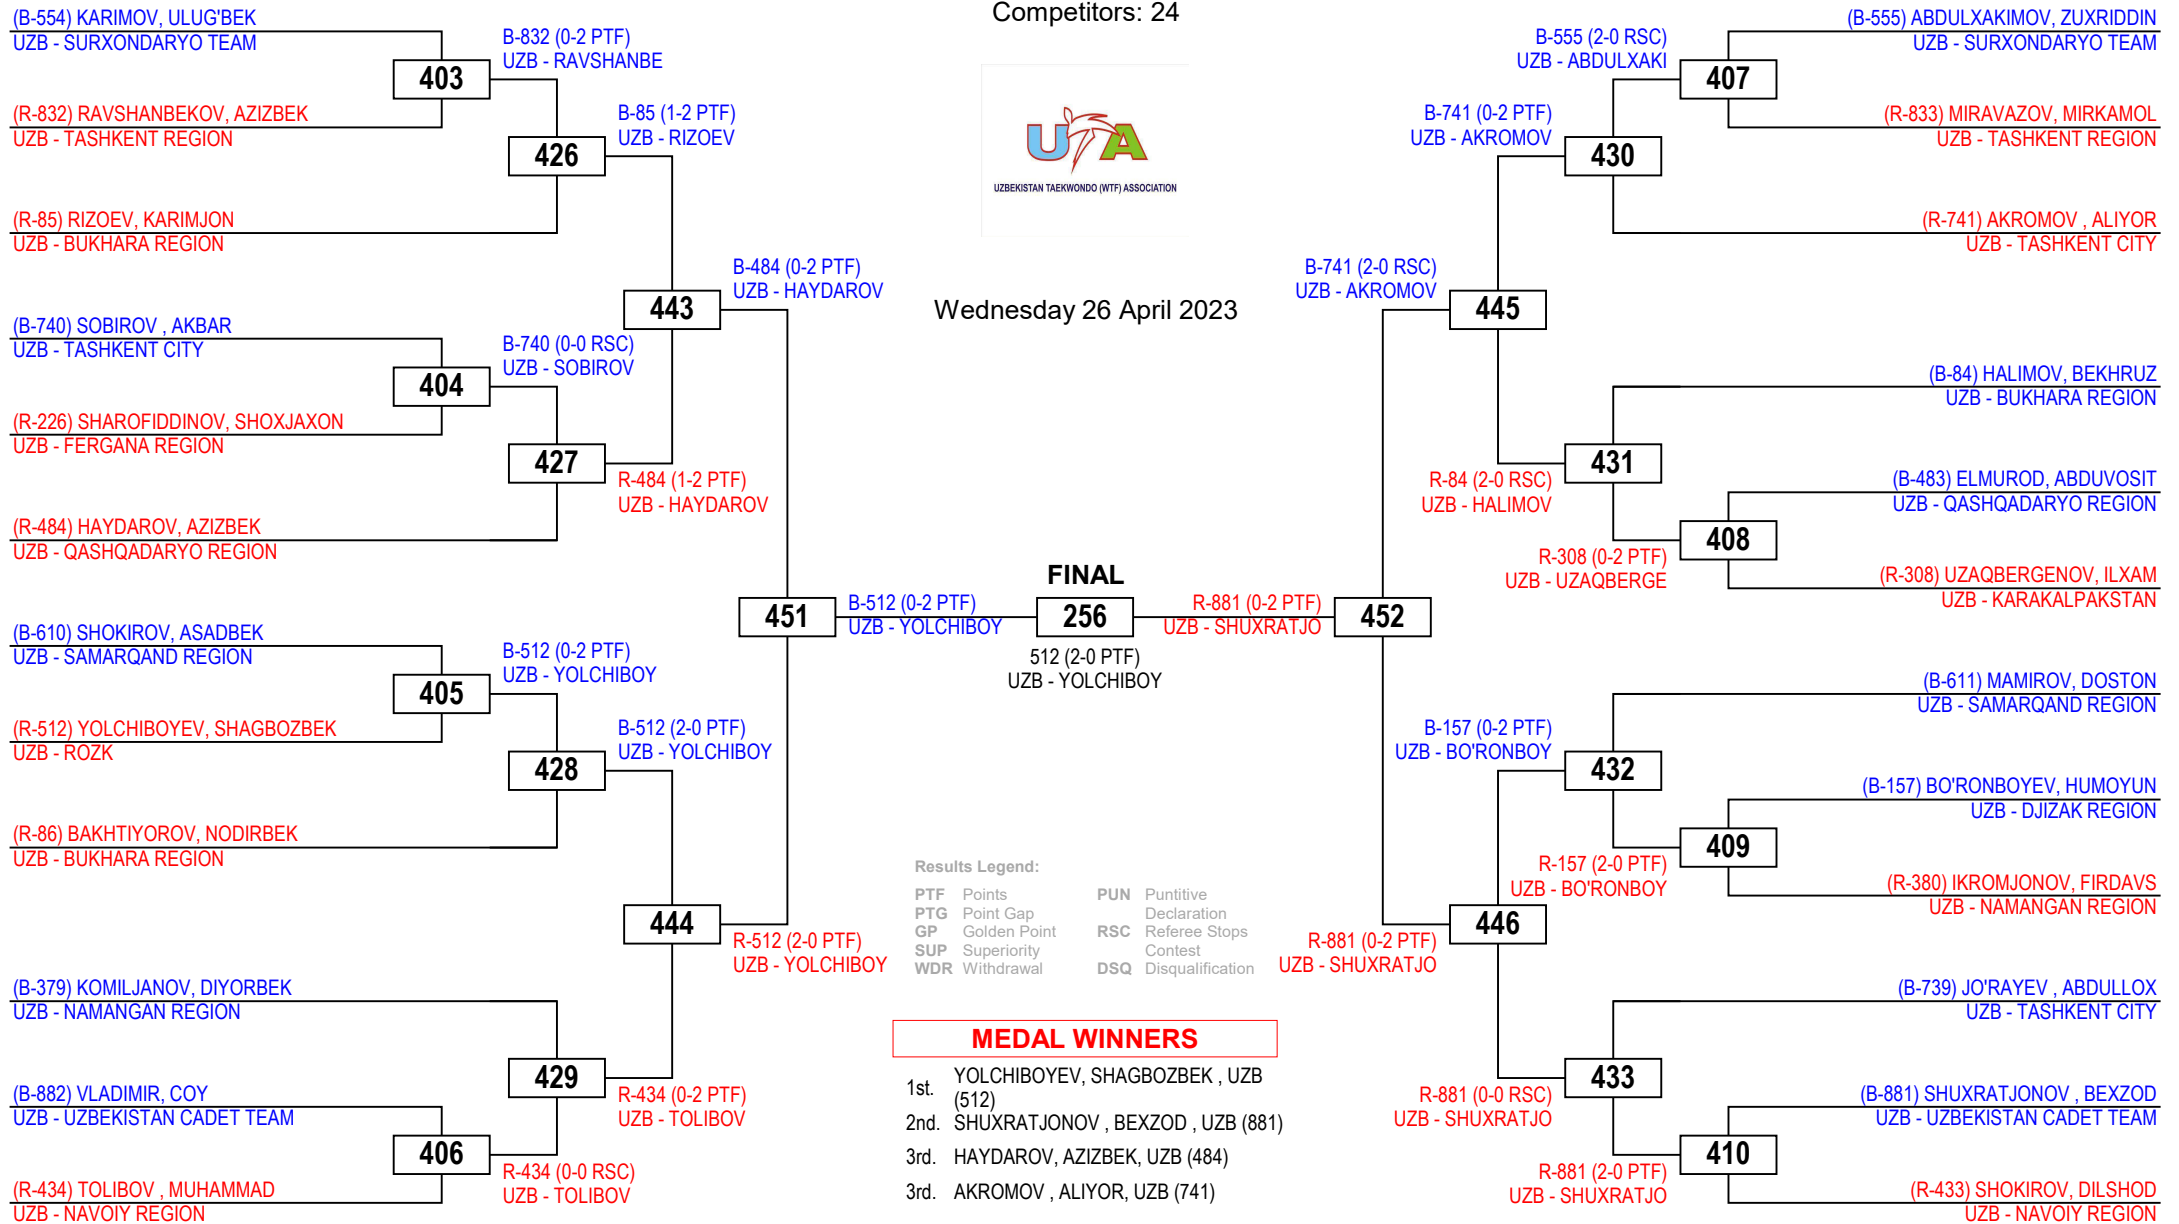 Competitors: 24
UTA
UZBEKISTAN TAEKWONDO (WTF) ASSOCIATION
Wednesday 26 April 2023
(B-554) KARIMOV, ULUG'BEK
UZB - SURXONDARYO TEAM
403
(R-832) RAVSHANBEKOV, AZIZBEK
UZB - TASHKENT REGION
B-832 (0-2 PTF)
UZB - RAVSHANBE
426
(R-85) RIZOEV, KARIMJON
UZB - BUKHARA REGION
B-85 (1-2 PTF)
UZB - RIZOEV
443
(B-740) SOBIROV , AKBAR
UZB - TASHKENT CITY
404
(R-226) SHAROFIDDINOV, SHOXJAXON
UZB - FERGANA REGION
B-740 (0-0 RSC)
UZB - SOBIROV
427
(R-484) HAYDAROV, AZIZBEK
UZB - QASHQADARYO REGION
R-484 (1-2 PTF)
UZB - HAYDAROV
B-484 (0-2 PTF)
UZB - HAYDAROV
451
(B-610) SHOKIROV, ASADBEK
UZB - SAMARQAND REGION
405
(R-512) YOLCHIBOYEV, SHAGBOZBEK
UZB - ROZK
B-512 (0-2 PTF)
UZB - YOLCHIBOY
428
(R-86) BAKHTIYOROV, NODIRBEK
UZB - BUKHARA REGION
B-512 (2-0 PTF)
UZB - YOLCHIBOY
444
(B-379) KOMILJANOV, DIYORBEK
UZB - NAMANGAN REGION
429
(B-882) VLADIMIR, COY
UZB - UZBEKISTAN CADET TEAM
406
(R-434) TOLIBOV , MUHAMMAD
UZB - NAVOIY REGION
R-434 (0-0 RSC)
UZB - TOLIBOV
R-434 (0-2 PTF)
UZB - TOLIBOV
R-512 (2-0 PTF)
UZB - YOLCHIBOY
B-512 (0-2 PTF)
UZB - YOLCHIBOY
FINAL
256
512 (2-0 PTF)
UZB - YOLCHIBOY
R-881 (0-2 PTF)
UZB - SHUXRATJO
452
(B-555) ABDULXAKIMOV, ZUXRIDDIN
UZB - SURXONDARYO TEAM
407
(R-833) MIRAVAZOV, MIRKAMOL
UZB - TASHKENT REGION
B-555 (2-0 RSC)
UZB - ABDULXAKI
430
(R-741) AKROMOV , ALIYOR
UZB - TASHKENT CITY
B-741 (0-2 PTF)
UZB - AKROMOV
445
B-741 (2-0 RSC)
UZB - AKROMOV
(B-84) HALIMOV, BEKHRUZ
UZB - BUKHARA REGION
431
R-84 (2-0 RSC)
UZB - HALIMOV
(B-483) ELMUROD, ABDUVOSIT
UZB - QASHQADARYO REGION
408
(R-308) UZAQBERGENOV, ILXAM
UZB - KARAKALPAKSTAN
R-308 (0-2 PTF)
UZB - UZAQBERGE
(B-611) MAMIROV, DOSTON
UZB - SAMARQAND REGION
432
B-157 (0-2 PTF)
UZB - BO'RONBOY
(B-157) BO'RONBOYEV, HUMOYUN
UZB - DJIZAK REGION
409
(R-380) IKROMJONOV, FIRDAVS
UZB - NAMANGAN REGION
R-157 (2-0 PTF)
UZB - BO'RONBOY
446
R-881 (0-2 PTF)
UZB - SHUXRATJO
(B-739) JO'RAYEV , ABDULLOX
UZB - TASHKENT CITY
433
R-881 (0-0 RSC)
UZB - SHUXRATJO
(B-881) SHUXRATJONOV , BEXZOD
UZB - UZBEKISTAN CADET TEAM
410
(R-433) SHOKIROV, DILSHOD
UZB - NAVOIY REGION
R-881 (2-0 PTF)
UZB - SHUXRATJO
Results Legend:
PTF Points
PTG Point Gap
GP Golden Point
SUP Superiority
WDR Withdrawal
PUN Puntitive
Declaration
RSC Referee Stops
Contest
DSQ Disqualification
MEDAL WINNERS
1st. YOLCHIBOYEV, SHAGBOZBEK , UZB
(512)
2nd. SHUXRATJONOV , BEXZOD , UZB (881)
3rd. HAYDAROV, AZIZBEK, UZB (484)
3rd. AKROMOV , ALIYOR, UZB (741)